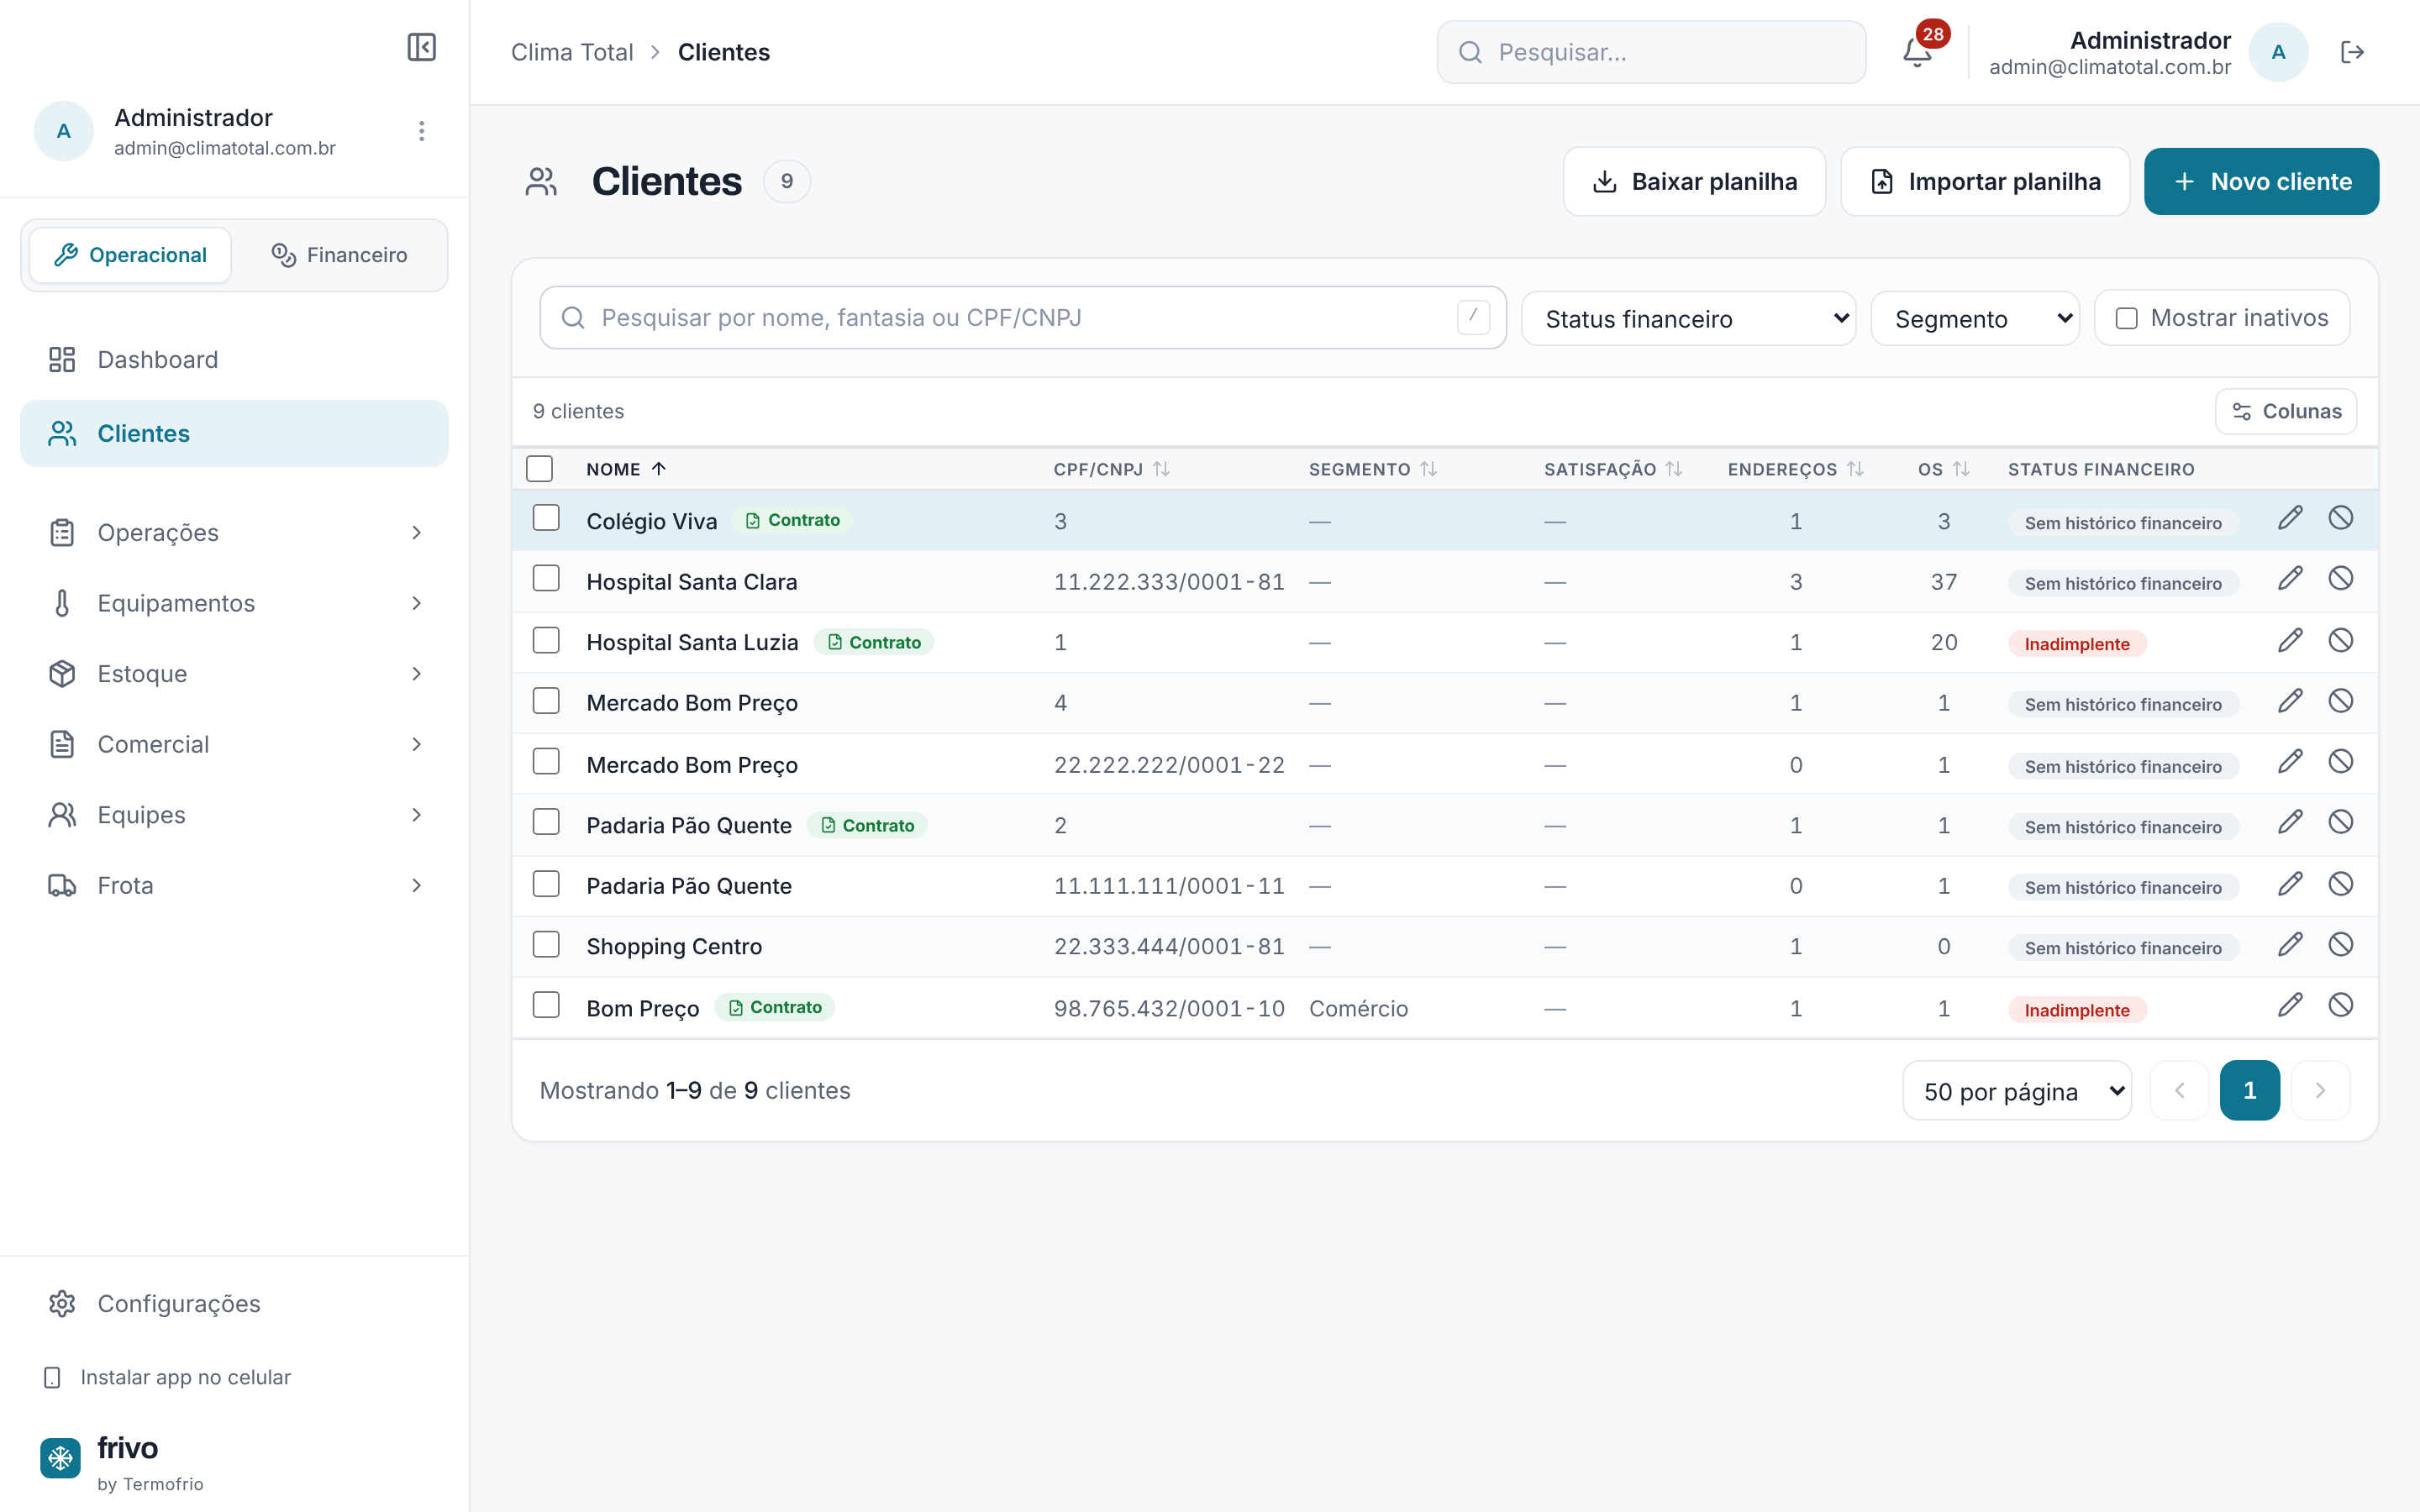 Clima Total > Clientes
Pesquisar...
28
Administrador
admin@climatotal.com.br
A
A
Administrador
admin@climatotal.com.br
Operacional
Financeiro
Dashboard
Clientes
Operações
Equipamentos
Estoque
Comercial
Equipes
Frota
Configurações
Instalar app no celular
frivo
by Termofrio
Clientes 9
Baixar planilha
Importar planilha
+ Novo cliente
Pesquisar por nome, fantasia ou CPF/CNPJ /
Status financeiro
Segmento
Mostrar inativos
9 clientes
Colunas
NOME CPF/CNPJ SEGMENTO SATISFAÇÃO ENDEREÇOS OS STATUS FINANCEIRO
Colégio Viva Contrato 3 — — 1 3 Sem histórico financeiro
Hospital Santa Clara 11.222.333/0001-81 — — 3 37 Sem histórico financeiro
Hospital Santa Luzia Contrato 1 — — 1 20 Inadimplente
Mercado Bom Preço 4 — — 1 1 Sem histórico financeiro
Mercado Bom Preço 22.222.222/0001-22 — — 0 1 Sem histórico financeiro
Padaria Pão Quente Contrato 2 — — 1 1 Sem histórico financeiro
Padaria Pão Quente 11.111.111/0001-11 — — 0 1 Sem histórico financeiro
Shopping Centro 22.333.444/0001-81 — — 1 0 Sem histórico financeiro
Bom Preço Contrato 98.765.432/0001-10 Comércio — 1 1 Inadimplente
Mostrando 1–9 de 9 clientes
50 por página
1